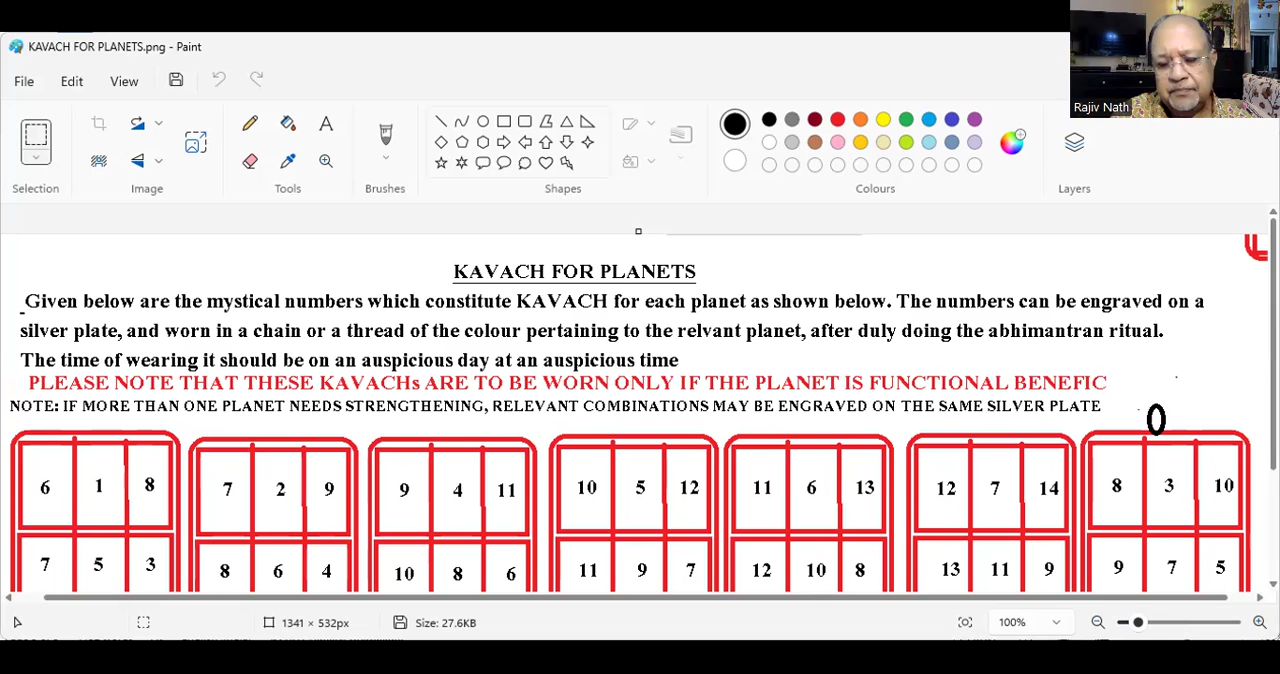 KAVACH FOR PLANETS.png - Paint
Rajiv Nath
File Edit View
Selection Image Tools Brushes Shapes Colours Layers
KAVACH FOR PLANETS
Given below are the mystical numbers which constitute KAVACH for each planet as shown below. The numbers can be engraved on a
silver plate, and worn in a chain or a thread of the colour pertaining to the relvant planet, after duly doing the abhimantran ritual.
The time of wearing it should be on an auspicious day at an auspicious time
PLEASE NOTE THAT THESE KAVACHs ARE TO BE WORN ONLY IF THE PLANET IS FUNCTIONAL BENEFIC
NOTE: IF MORE THAN ONE PLANET NEEDS STRENGTHENING, RELEVANT COMBINATIONS MAY BE ENGRAVED ON THE SAME SILVER PLATE
6 1 8 7 2 9 9 4 11 10 5 12 11 6 13 12 7 14 8 3 10
7 5 3 8 6 4 10 8 6 11 9 7 12 10 8 13 11 9 9 7 5
1341 × 532px Size: 27.6KB 100%